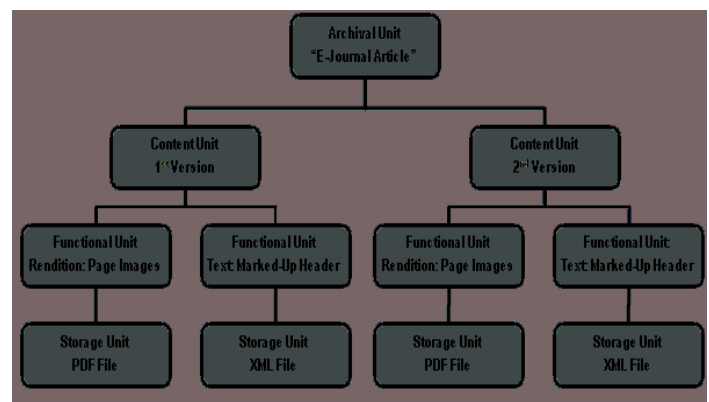 Archival Unit
“E-Journal Article”
Content Unit
1st Version
Content Unit
2nd Version
Functional Unit
Rendition: Page Images
Functional Unit
Text: Marked-Up Header
Functional Unit
Rendition: Page Images
Functional Unit:
Text: Marked-Up Header
Storage Unit
PDF File
Storage Unit
XML File
Storage Unit
PDF File
Storage Unit
XML File